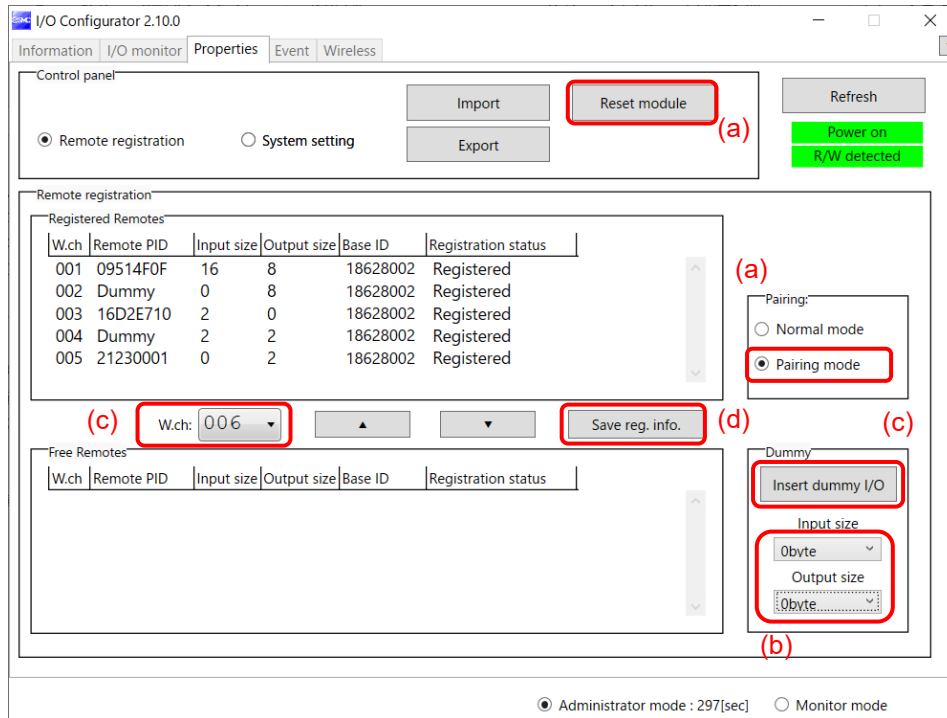 SMC I/O Configurator 2.10.0
Information I/O monitor Properties Event Wireless
Control panel
Import Reset module (a) Refresh
Remote registration System setting Export
Power on
R/W detected
Remote registration
Registered Remotes
W.ch Remote PID Input size Output size Base ID Registration status
001 09514F0F 16 8 18628002 Registered
002 Dummy 0 8 18628002 Registered
003 16D2E710 2 0 18628002 Registered
004 Dummy 2 2 18628002 Registered
005 21230001 0 2 18628002 Registered
(a)
Pairing:
Normal mode
Pairing mode
(c) W.ch: 006 ▼ ▲ ▼ Save reg. info. (d) (c)
Free Remotes
W.ch Remote PID Input size Output size Base ID Registration status
Dummy
Insert dummy I/O
Input size
0byte
Output size
0byte
(b)
Administrator mode : 297[sec] Monitor mode